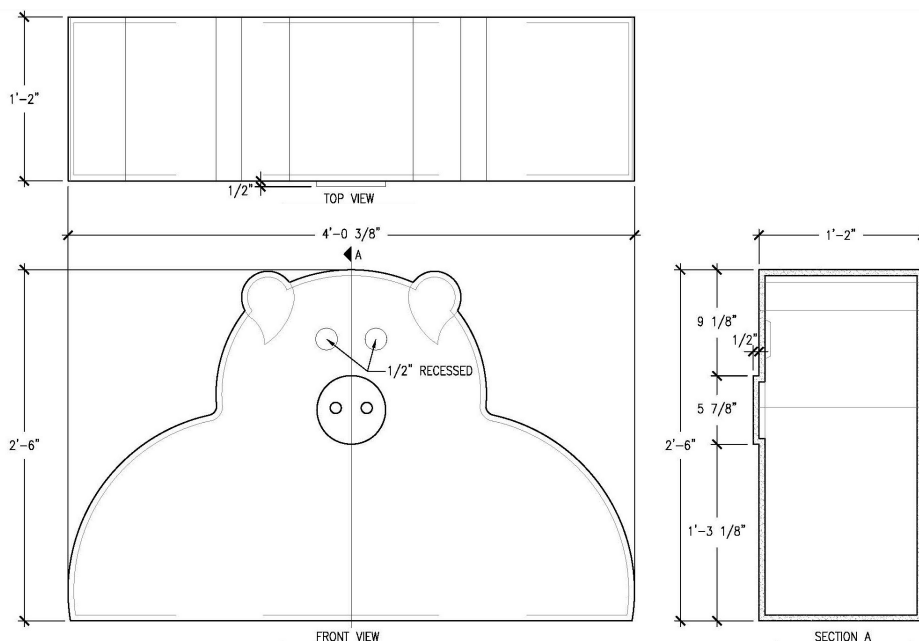 1'-2"
1/2"
TOP VIEW
4'-0 3/8"
A
1'-2"
9 1/8"
1/2"
1/2" RECESSED
5 7/8"
2'-6"
2'-6"
1'-3 1/8"
FRONT VIEW
SECTION A